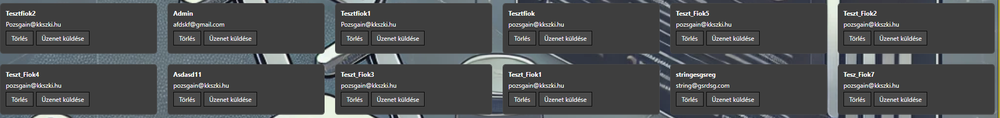 Tesztfiok2
Pozsgain@kkszki.hu
Törlés Üzenet küldése
Admin
afdskf@gmail.com
Törlés Üzenet küldése
Tesztfiok1
Pozsgain@kkszki.hu
Törlés Üzenet küldése
Tesztfiok
pozsgain@kkszki.hu
Törlés Üzenet küldése
Teszt_Fiok5
pozsgain@kkszki.hu
Törlés Üzenet küldése
Teszt_Fiok2
pozsgain@kkszki.hu
Törlés Üzenet küldése
Teszt_Fiok4
pozsgain@kkszki.hu
Törlés Üzenet küldése
Asdasd11
pozsgain@kkszki.hu
Törlés Üzenet küldése
Teszt_Fiok3
pozsgain@kkszki.hu
Törlés Üzenet küldése
Teszt_Fiok1
pozsgain@kkszki.hu
Törlés Üzenet küldése
stringesgsreg
string@gsrdsg.com
Törlés Üzenet küldése
Tesz_Fiok7
pozsgain@kkszki.hu
Törlés Üzenet küldése